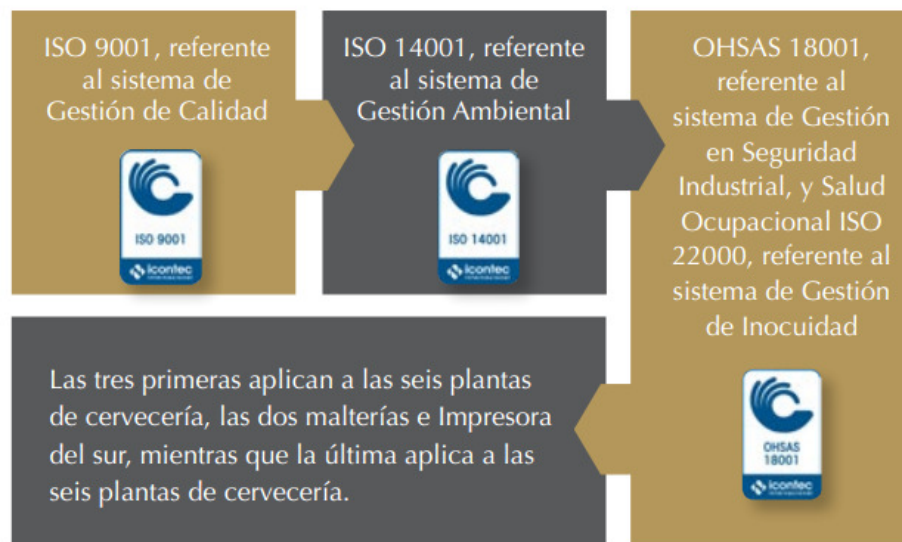 ISO 9001, referente
al sistema de
Gestión de Calidad
ISO 9001
icontec
ISO 14001, referente
al sistema de
Gestión Ambiental
ISO 14001
icontec
OHSAS 18001,
referente al
sistema de Gestión
en Seguridad
Industrial, y Salud
Ocupacional ISO
22000, referente al
sistema de Gestión
de Inocuidad
OHSAS
18001
icontec
Las tres primeras aplican a las seis plantas
de cervecería, las dos malterías e Impresora
del sur, mientras que la última aplica a las
seis plantas de cervecería.